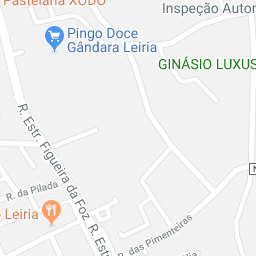 Pastelaria XODÓ
Inspeção Autor
Pingo Doce
Gândara Leiria
GINÁSIO LUXUS
R. Estr. Figueira da Foz
R. Estr
R. da Pilada
Leiria
R. das Pimenteiras
N